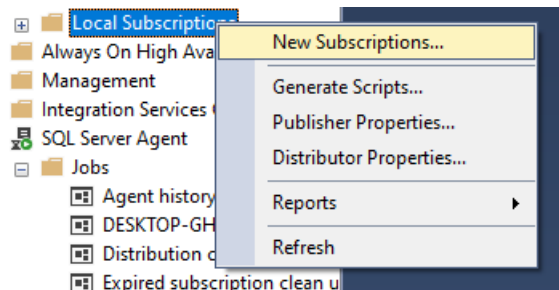 Local Subscriptions
New Subscriptions...
Always On High Ava
Management
Generate Scripts...
Integration Services
Publisher Properties...
SQL Server Agent
Distributor Properties...
Jobs
Agent history
Reports
DESKTOP-GH
Distribution c
Refresh
Expired subscription clean u